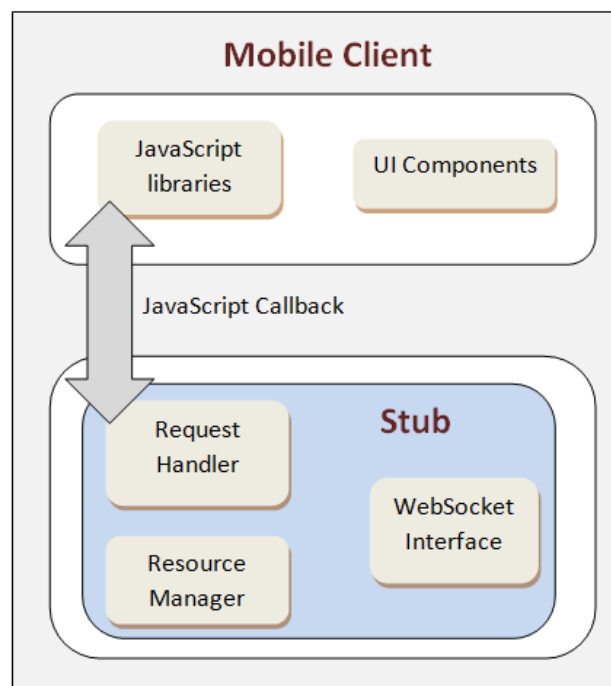 Mobile Client
JavaScript
libraries
UI Components
JavaScript Callback
Stub
Request
Handler
WebSocket
Interface
Resource
Manager